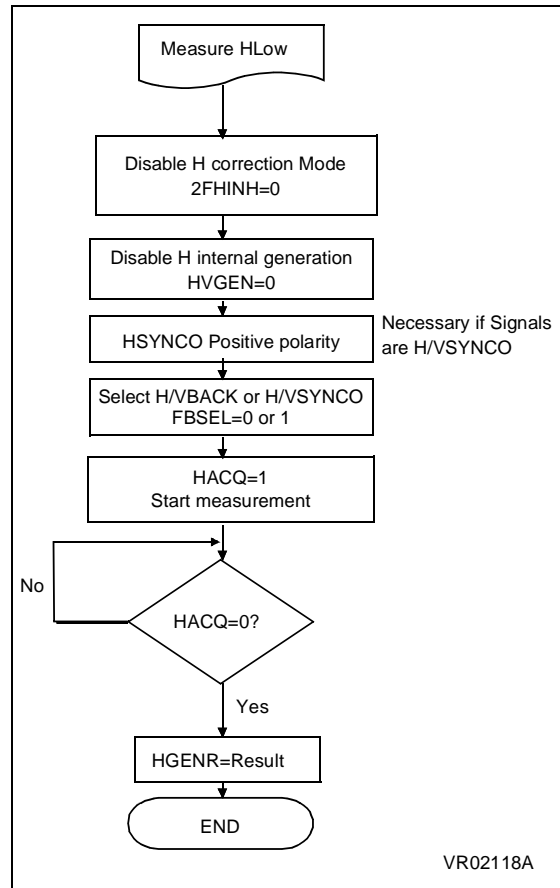 Measure HLow
Disable H correction Mode
2FHINH=0
Disable H internal generation
HVGEN=0
HSYNCO Positive polarity
Necessary if Signals
are H/VSYNCO
Select H/VBACK or H/VSYNCO
FBSEL=0 or 1
HACQ=1
Start measurement
No
HACQ=0?
Yes
HGENR=Result
END
VR02118A